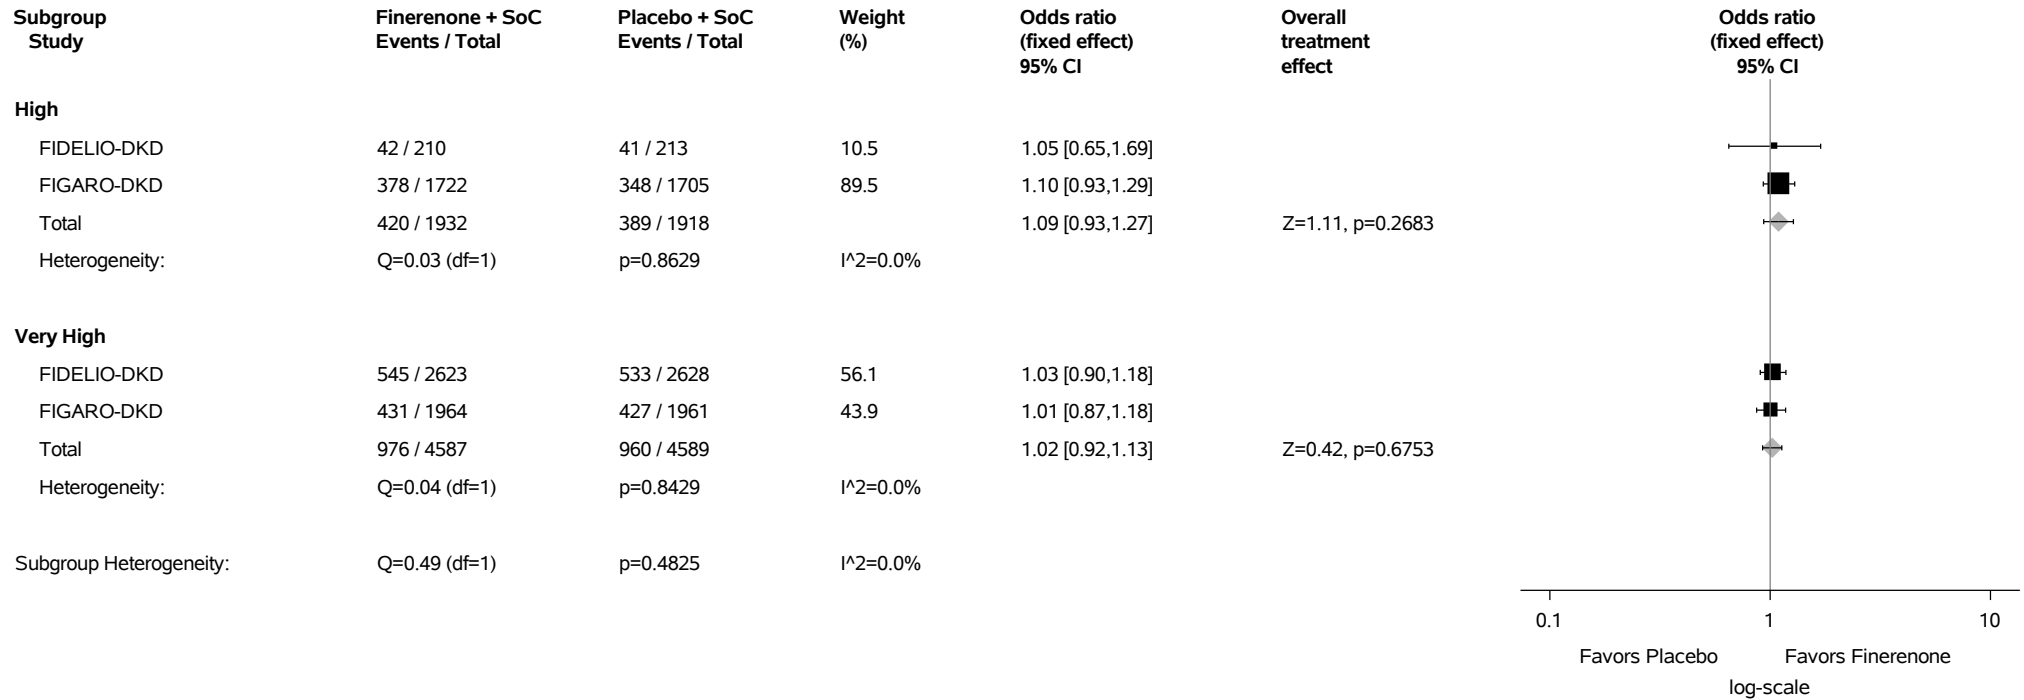 Subgroup Finerenone + SoC Placebo + SoC Weight Odds ratio Overall Odds ratio
Study Events / Total Events / Total (%) (fixed effect) treatment (fixed effect)
95% CI effect 95% CI
High
FIDELIO-DKD 42 / 210 41 / 213 10.5 1.05 [0.65,1.69]
FIGARO-DKD 378 / 1722 348 / 1705 89.5 1.10 [0.93,1.29]
Total 420 / 1932 389 / 1918 1.09 [0.93,1.27] Z=1.11, p=0.2683
Heterogeneity: Q=0.03 (df=1) p=0.8629 I^2=0.0%
Very High
FIDELIO-DKD 545 / 2623 533 / 2628 56.1 1.03 [0.90,1.18]
FIGARO-DKD 431 / 1964 427 / 1961 43.9 1.01 [0.87,1.18]
Total 976 / 4587 960 / 4589 1.02 [0.92,1.13] Z=0.42, p=0.6753
Heterogeneity: Q=0.04 (df=1) p=0.8429 I^2=0.0%
Subgroup Heterogeneity: Q=0.49 (df=1) p=0.4825 I^2=0.0%
0.1 1 10
Favors Placebo Favors Finerenone
log-scale